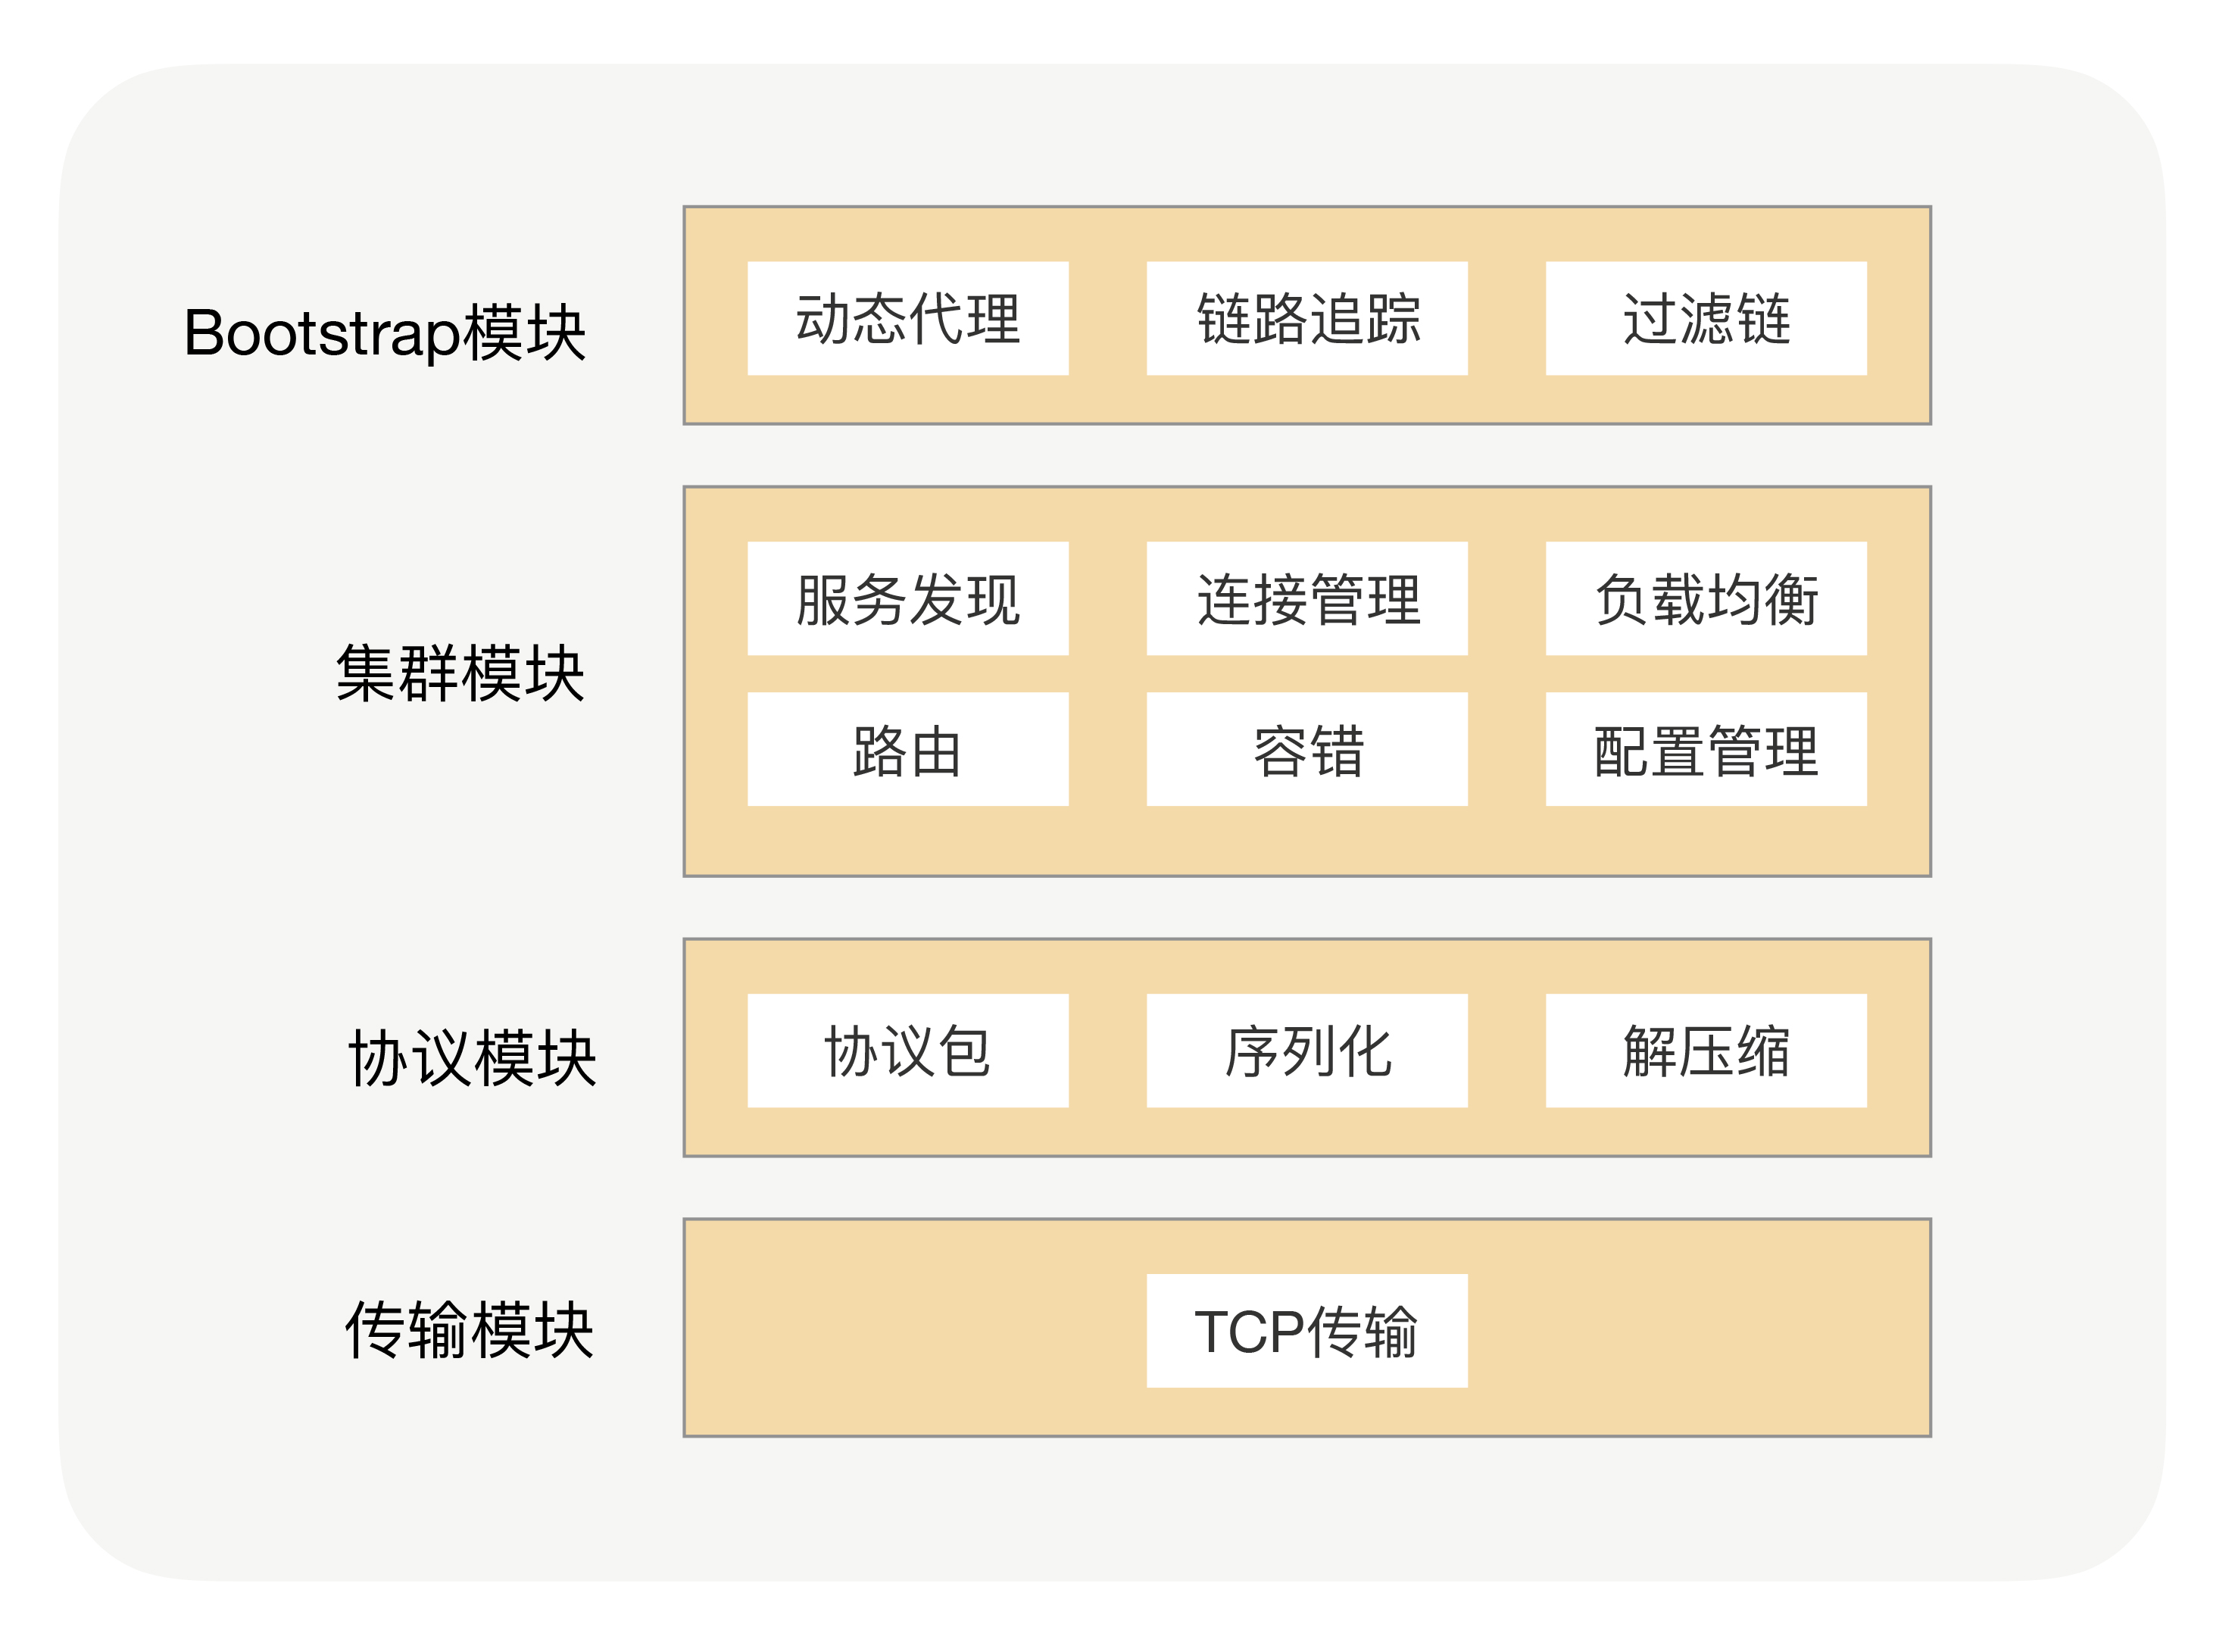 Bootstrap模块
动态代理
链路追踪
过滤链
集群模块
服务发现
连接管理
负载均衡
路由
容错
配置管理
协议模块
协议包
序列化
解压缩
传输模块
TCP传输